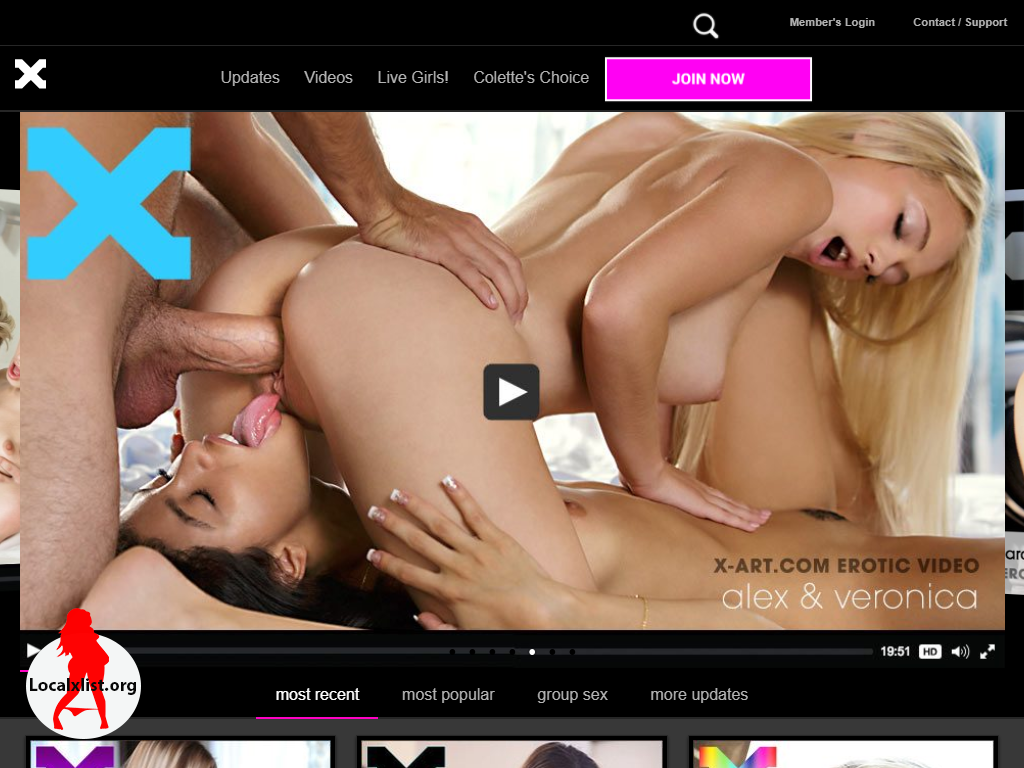 Member's Login
Contact / Support
Updates
Videos
Live Girls!
Colette's Choice
JOIN NOW
X-ART.COM EROTIC VIDEO
alex & veronica
19:51
HD
Localxlist.org
most recent
most popular
group sex
more updates